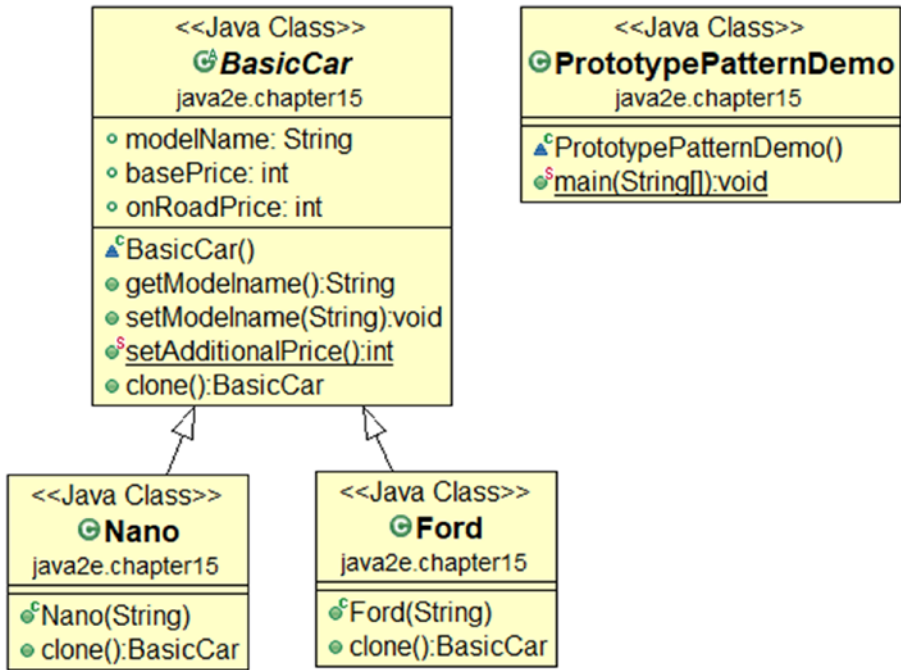 <<Java Class>>
BasicCar
java2e.chapter15
modelName: String
basePrice: int
onRoadPrice: int
BasicCar()
getModelname():String
setModelname(String):void
setAdditionalPrice():int
clone():BasicCar
<<Java Class>>
PrototypePatternDemo
java2e.chapter15
PrototypePatternDemo()
main(String[]):void
<<Java Class>>
Nano
java2e.chapter15
Nano(String)
clone():BasicCar
<<Java Class>>
Ford
java2e.chapter15
Ford(String)
clone():BasicCar